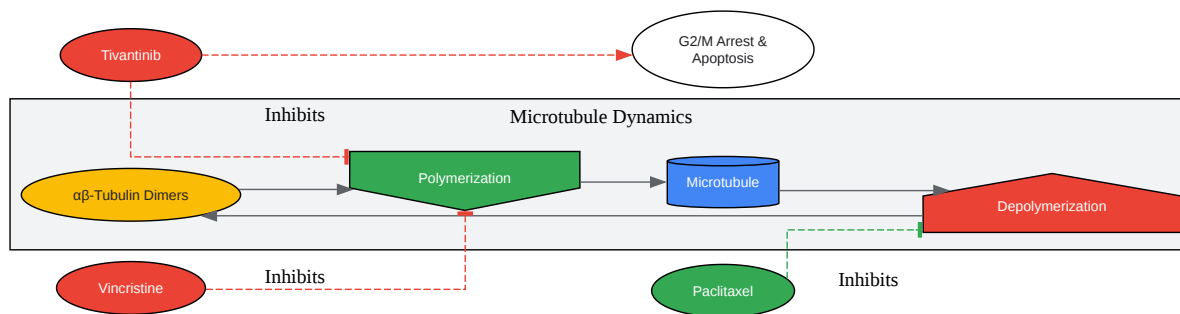 G2/M Arrest &
Apoptosis
Tivantinib
Inhibits
Microtubule Dynamics
Polymerization
Microtubule
αβ-Tubulin Dimers
Depolymerization
Inhibits
Inhibits
Vincristine
Paclitaxel